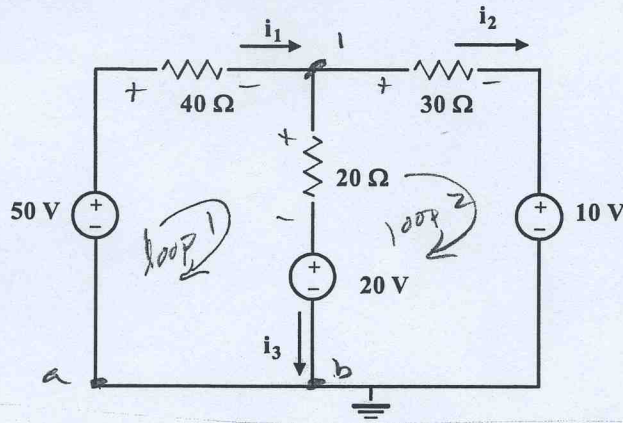 i₁ 1 i₂
+ - + -
40 Ω 30 Ω
+
20 Ω
-
50 V + - loop 1 loop 2 + - 10 V
+ - 20 V
i₃
a b